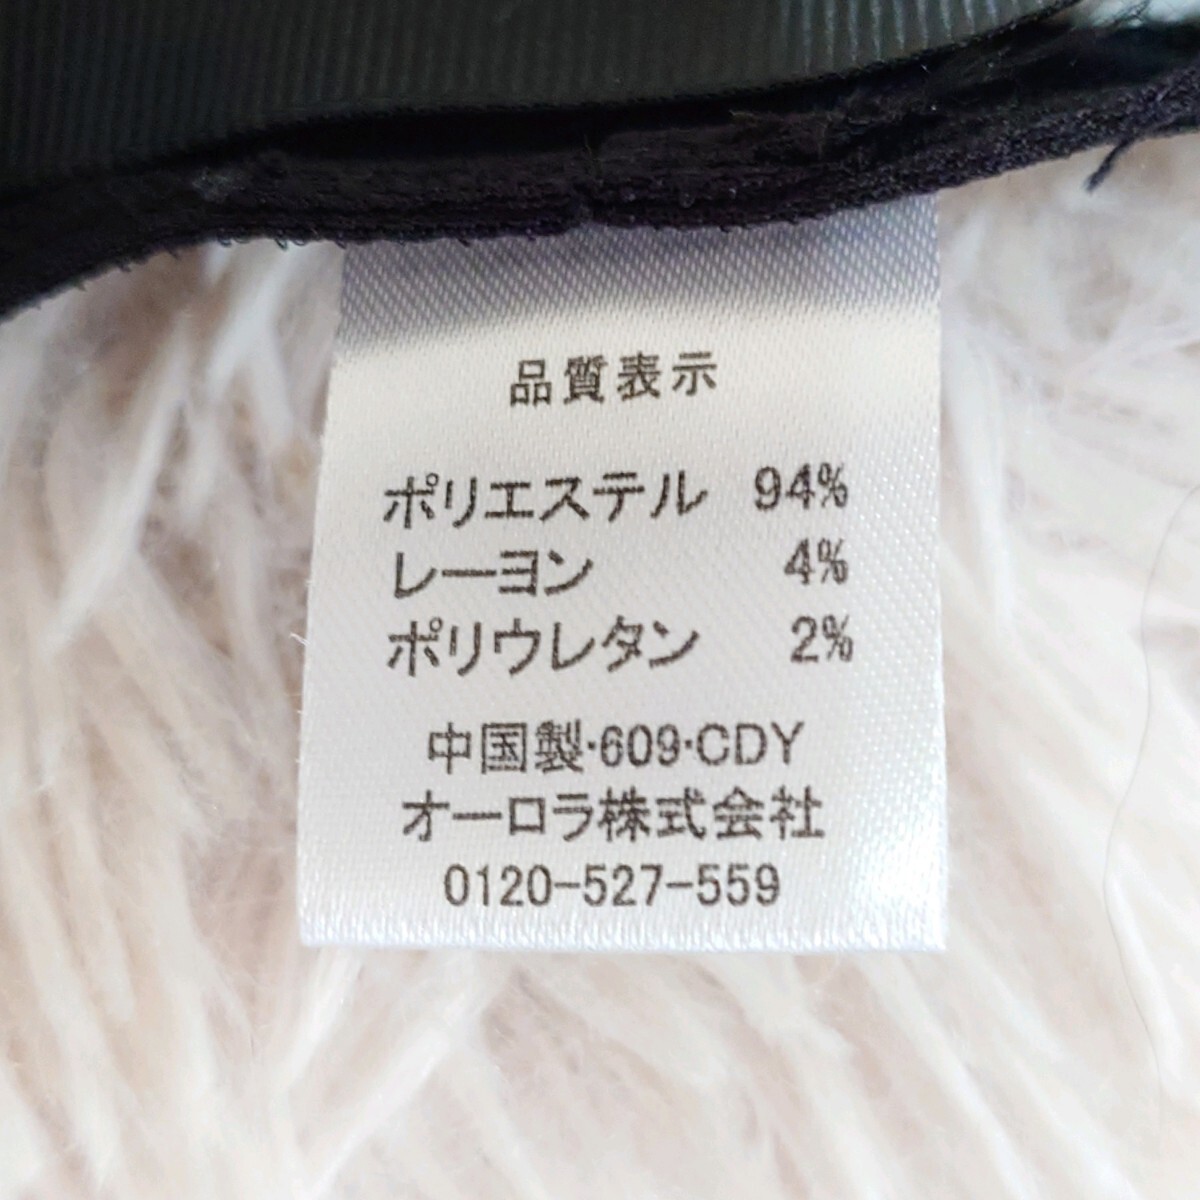 品質表示
ポリエステル 94%
レーヨン 4%
ポリウレタン 2%
中国製・609・CDY
オーロラ株式会社
0120-527-559